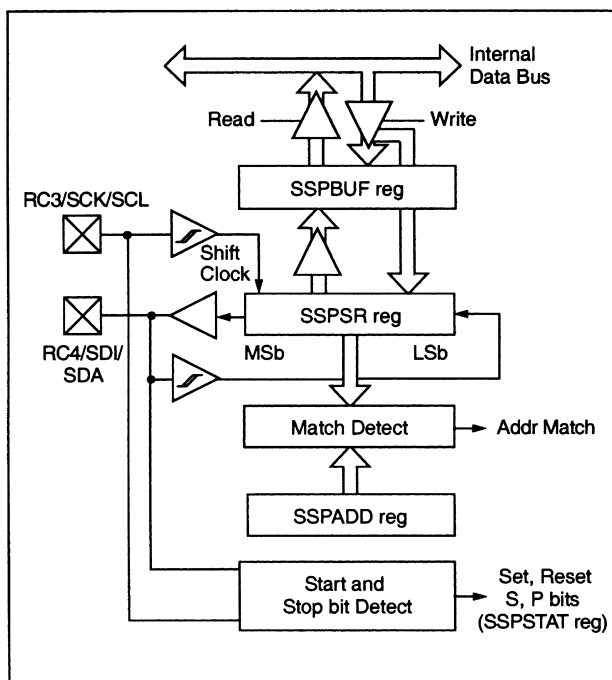 Internal
Data Bus
Read
Write
SSPBUF reg
RC3/SCK/SCL
Shift
Clock
SSPSR reg
MSb
LSb
RC4/SDI/
SDA
Match Detect
Addr Match
SSPADD reg
Start and
Stop bit Detect
Set, Reset
S, P bits
(SSPSTAT reg)